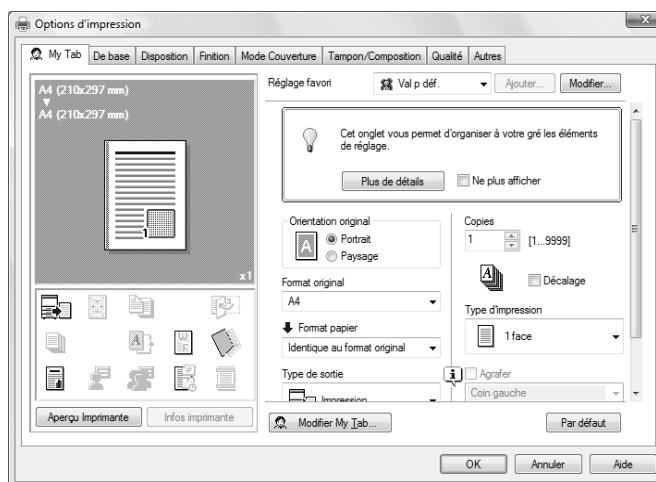 Options d'impression
My Tab De base Disposition Finition Mode Couverture Tampon/Composition Qualité Autres
A4 (210x297 mm)
A4 (210x297 mm)
1
x1
Réglage favori Val p déf. Ajouter... Modifier...
Cet onglet vous permet d'organiser à votre gré les éléments
de réglage.
Plus de détails Ne plus afficher
Orientation original
A
Portrait
Paysage
Format original
A4
Format papier
Identique au format original
Type de sortie
Impression
Copies
1 [1...9999]
A
Décalage
Type d'impression
1 face
Agrafer
Coin gauche
Aperçu Imprimante Infos imprimante
Modifier My Tab... Par défaut
OK Annuler Aide